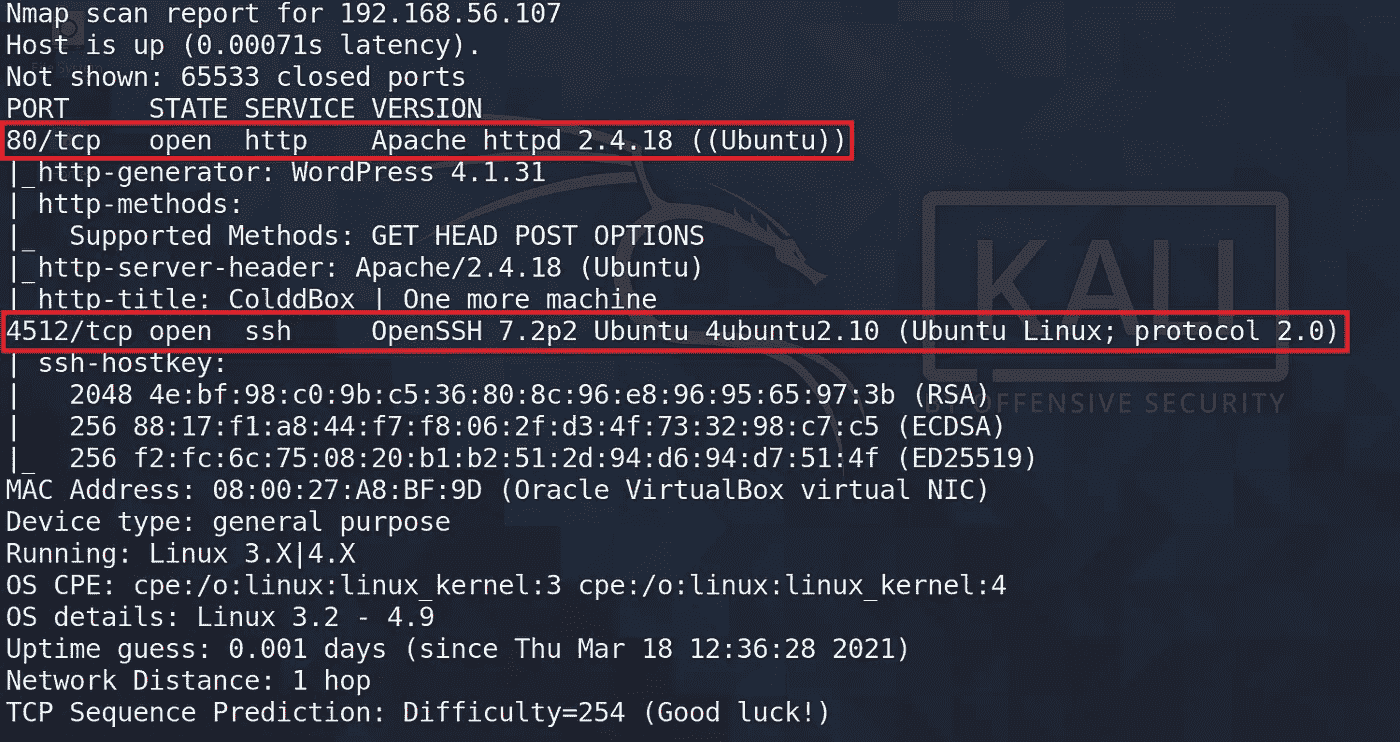 Nmap scan report for 192.168.56.107
Host is up (0.00071s latency).
Not shown: 65533 closed ports
PORT     STATE SERVICE VERSION
80/tcp   open  http    Apache httpd 2.4.18 ((Ubuntu))
|_http-generator: WordPress 4.1.31
| http-methods:
|_  Supported Methods: GET HEAD POST OPTIONS
|_http-server-header: Apache/2.4.18 (Ubuntu)
|_http-title: ColddBox | One more machine
4512/tcp open  ssh     OpenSSH 7.2p2 Ubuntu 4ubuntu2.10 (Ubuntu Linux; protocol 2.0)
| ssh-hostkey:
|   2048 4e:bf:98:c0:9b:c5:36:80:8c:96:e8:96:95:65:97:3b (RSA)
|   256 88:17:f1:a8:44:f7:f8:06:2f:d3:4f:73:32:98:c7:c5 (ECDSA)
|_  256 f2:fc:6c:75:08:20:b1:b2:51:2d:94:d6:94:d7:51:4f (ED25519)
MAC Address: 08:00:27:A8:BF:9D (Oracle VirtualBox virtual NIC)
Device type: general purpose
Running: Linux 3.X|4.X
OS CPE: cpe:/o:linux:linux_kernel:3 cpe:/o:linux:linux_kernel:4
OS details: Linux 3.2 - 4.9
Uptime guess: 0.001 days (since Thu Mar 18 12:36:28 2021)
Network Distance: 1 hop
TCP Sequence Prediction: Difficulty=254 (Good luck!)
KALI
BY OFFENSIVE SECURITY